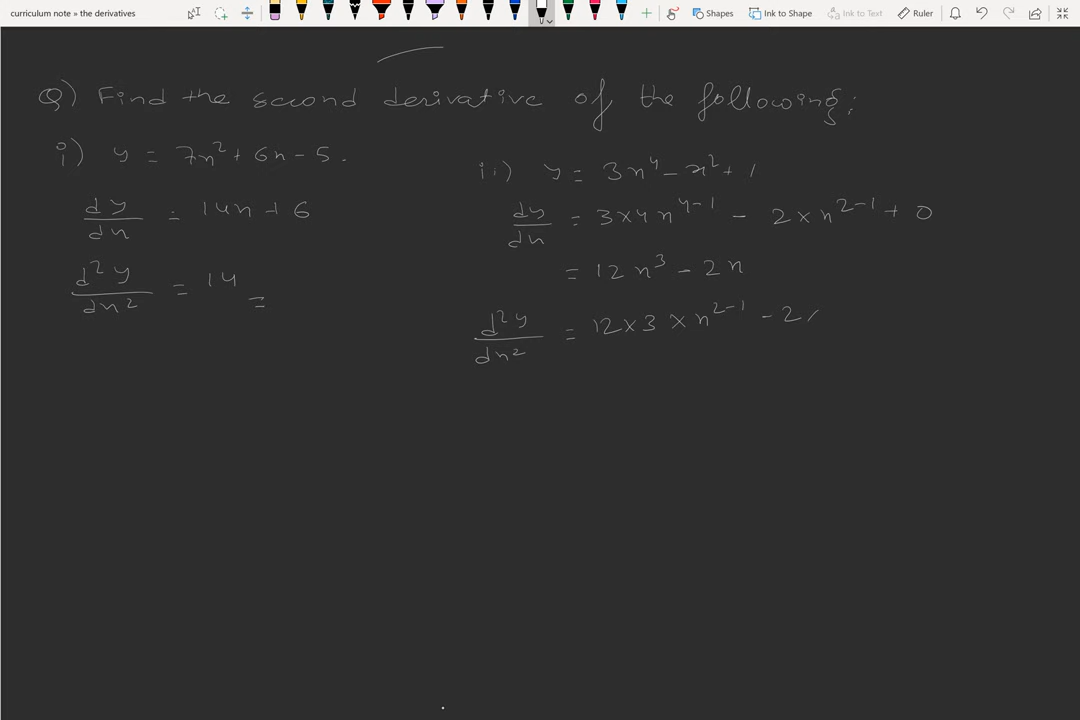 curriculum note » the derivatives
Shapes
Ink to Shape
Ink to Text
Ruler
Q) Find the second derivative of the following;
i) y = 7x² + 6x - 5.
dy/dx = 14x + 6
d²y/dx² = 14
ii) y = 3x⁴ - x² + 1
dy/dx = 3×4x⁴⁻¹ - 2×x²⁻¹ + 0
= 12x³ - 2x
d²y/dx² = 12×3×x²⁻¹ - 2